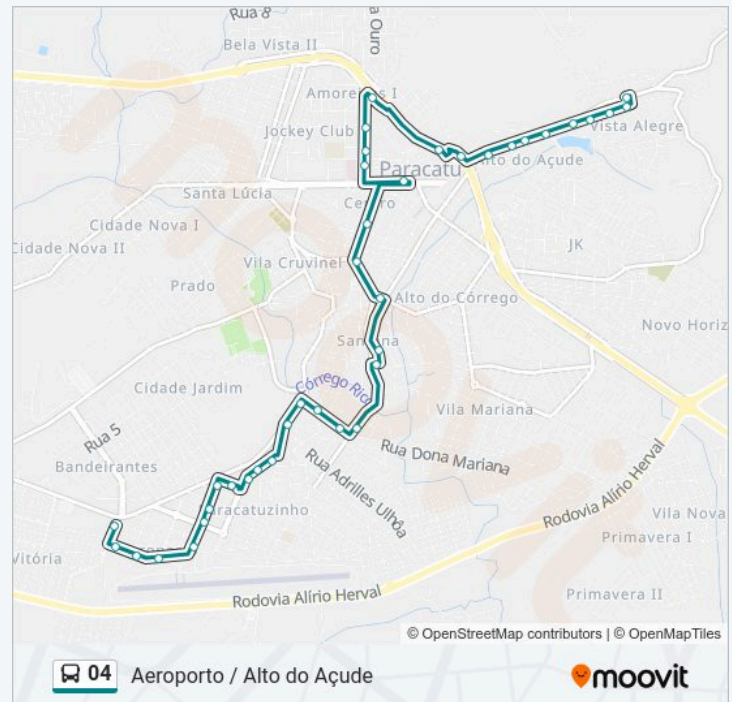 Rua 8
a Ouro
Bela Vista II
Amoreiras I
Jockey Club
Vista Alegre
Paracatu
Alto do Açude
Santa Lúcia
Centro
Cidade Nova I
JK
Cidade Nova II
Vila Cruvinel
Prado
Alto do Córrego
Novo Horiz
Santana
Córrego Rico
Cidade Jardim
Vila Mariana
Rua 5
Rua Dona Mariana
Bandeirantes
Rua Adrilles Ulhôa
Rodovia Alírio Herval
Paracatuzinho
Vila Nova
Primavera I
Vitória
Rodovia Alírio Herval
Primavera II
© OpenStreetMap contributors | © OpenMapTiles
04 Aeroporto / Alto do Açude
moovit